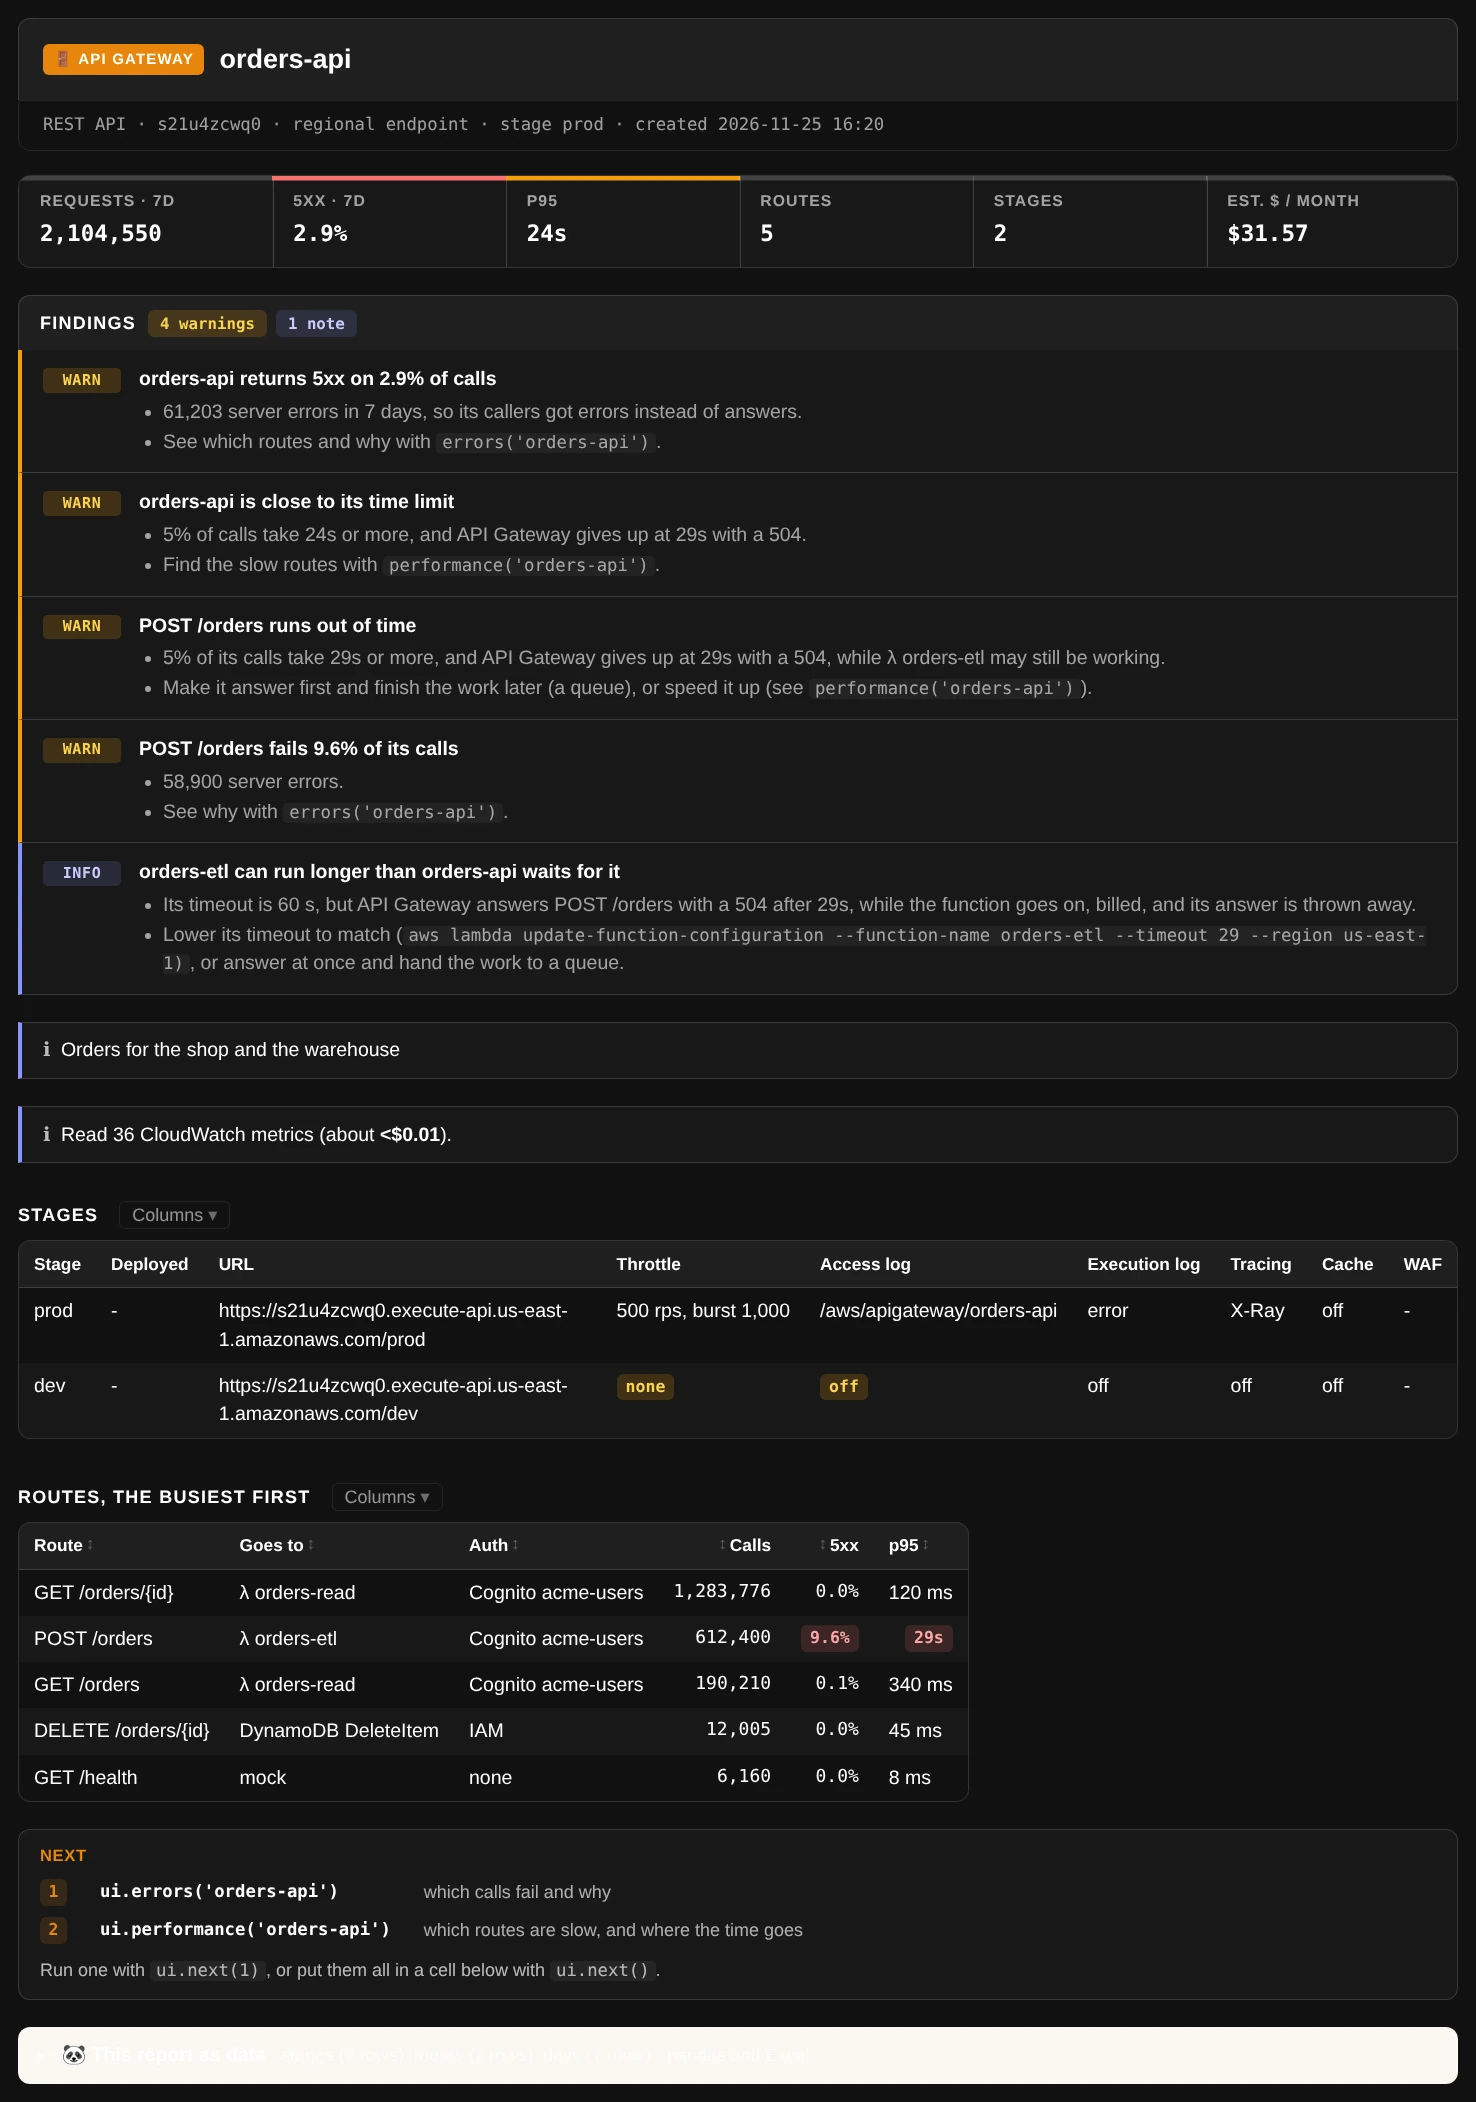 API GATEWAY orders-api
REST API · s21u4zcwq0 · regional endpoint · stage prod · created 2026-11-25 16:20
REQUESTS · 7D 5XX · 7D P95 ROUTES STAGES EST. $ / MONTH
2,104,550 2.9% 24s 5 2 $31.57
FINDINGS 4 warnings 1 note
WARN orders-api returns 5xx on 2.9% of calls
• 61,203 server errors in 7 days, so its callers got errors instead of answers.
• See which routes and why with errors('orders-api').
WARN orders-api is close to its time limit
• 5% of calls take 24s or more, and API Gateway gives up at 29s with a 504.
• Find the slow routes with performance('orders-api').
WARN POST /orders runs out of time
• 5% of its calls take 29s or more, and API Gateway gives up at 29s with a 504, while λ orders-etl may still be working.
• Make it answer first and finish the work later (a queue), or speed it up (see performance('orders-api')).
WARN POST /orders fails 9.6% of its calls
• 58,900 server errors.
• See why with errors('orders-api').
INFO orders-etl can run longer than orders-api waits for it
• Its timeout is 60 s, but API Gateway answers POST /orders with a 504 after 29s, while the function goes on, billed, and its answer is thrown away.
• Lower its timeout to match (aws lambda update-function-configuration --function-name orders-etl --timeout 29 --region us-east-
1), or answer at once and hand the work to a queue.
ℹ Orders for the shop and the warehouse
ℹ Read 36 CloudWatch metrics (about <$0.01).
STAGES Columns ▾
Stage Deployed URL Throttle Access log Execution log Tracing Cache WAF
prod - https://s21u4zcwq0.execute-api.us-east- 500 rps, burst 1,000 /aws/apigateway/orders-api error X-Ray off -
1.amazonaws.com/prod
dev - https://s21u4zcwq0.execute-api.us-east- none off off off off -
1.amazonaws.com/dev
ROUTES, THE BUSIEST FIRST Columns ▾
Route↕ Goes to↕ Auth↕ ↕Calls ↕5xx p95↕
GET /orders/{id} λ orders-read Cognito acme-users 1,283,776 0.0% 120 ms
POST /orders λ orders-etl Cognito acme-users 612,400 9.6% 29s
GET /orders λ orders-read Cognito acme-users 190,210 0.1% 340 ms
DELETE /orders/{id} DynamoDB DeleteItem IAM 12,005 0.0% 45 ms
GET /health mock none 6,160 0.0% 8 ms
NEXT
1 ui.errors('orders-api') which calls fail and why
2 ui.performance('orders-api') which routes are slow, and where the time goes
Run one with ui.next(1), or put them all in a cell below with ui.next().
This report as data